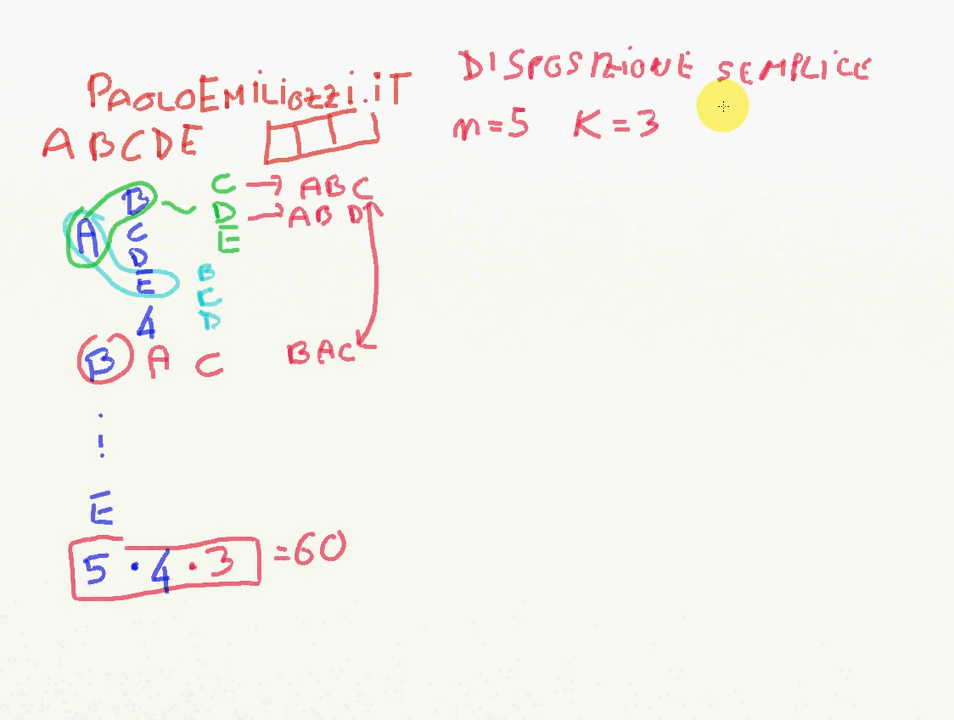 PAOLOEMILIOZZI.IT
DISPOSIZIONE SEMPLICE
ABCDE
n=5 K=3
A
B
C
D
E
4
C → ABC
D → ABD
E
B
C
D
B A C BAC
E
5 · 4 · 3 = 60